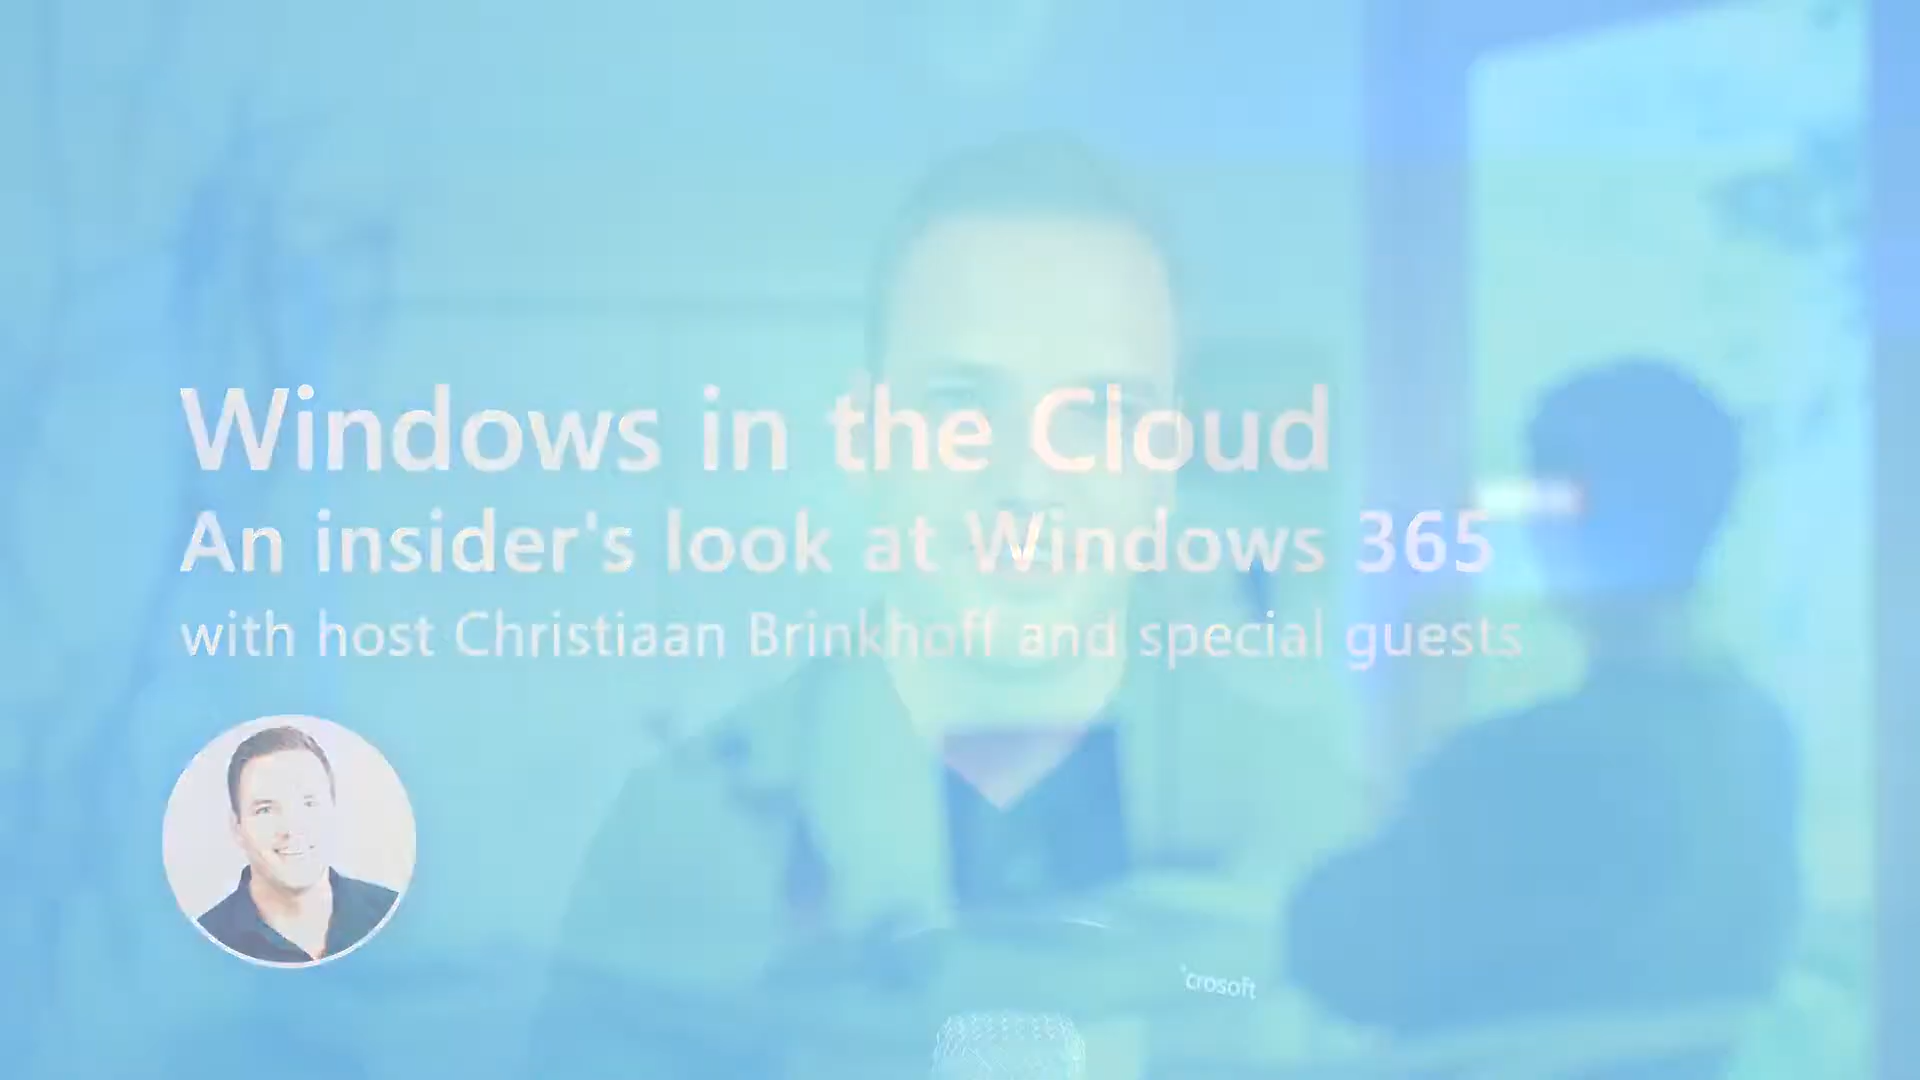 Windows in the Cloud
An insider's look at Windows 365
with host Christiaan Brinkhoff and special guests
crosoft